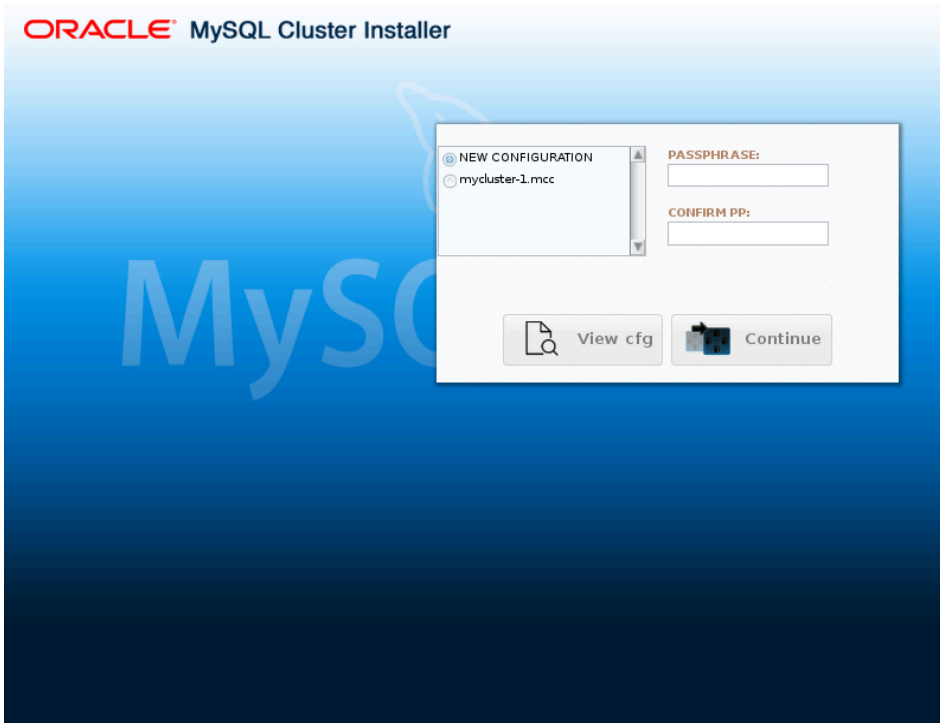 ORACLE® MySQL Cluster Installer
NEW CONFIGURATION
mycluster-1.mcc
PASSPHRASE:
CONFIRM PP:
View cfg
Continue
MySQ